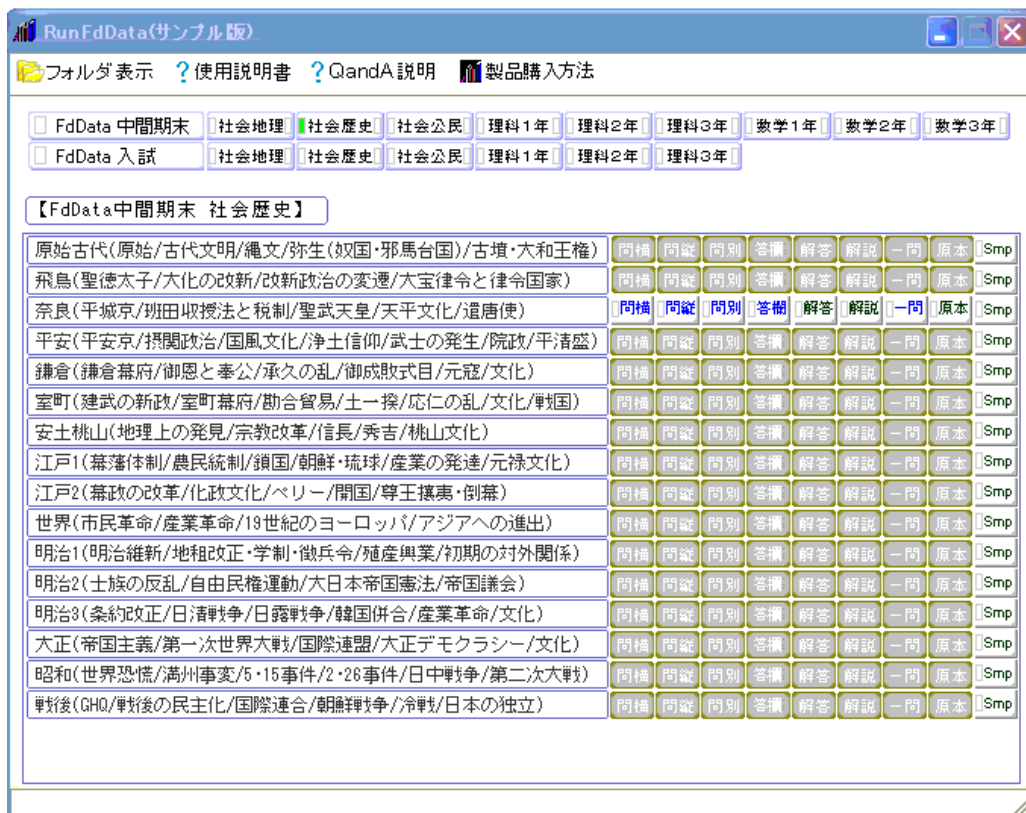 RunFdData(サンプル版)
フォルダ表示 ?使用説明書 ?QandA説明 製品購入方法
FdData 中間期末 社会地理 社会歴史 社会公民 理科1年 理科2年 理科3年 数学1年 数学2年 数学3年
FdData 入試 社会地理 社会歴史 社会公民 理科1年 理科2年 理科3年
【FdData中間期末 社会歴史】
原始古代(原始/古代文明/縄文/弥生(奴国・邪馬台国)/古墳・大和王権) 問横 問縦 問別 答欄 解答 解説 一問 原本 Smp
飛鳥(聖徳太子/大化の改新/改新政治の変遷/大宝律令と律令国家) 問横 問縦 問別 答欄 解答 解説 一問 原本 Smp
奈良(平城京/班田収授法と税制/聖武天皇/天平文化/遣唐使) 問横 問縦 問別 答欄 解答 解説 一問 原本 Smp
平安(平安京/摂関政治/国風文化/浄土信仰/武士の発生/院政/平清盛) 問横 問縦 問別 答欄 解答 解説 一問 原本 Smp
鎌倉(鎌倉幕府/御恩と奉公/承久の乱/御成敗式目/元寇/文化) 問横 問縦 問別 答欄 解答 解説 一問 原本 Smp
室町(建武の新政/室町幕府/勘合貿易/土一揆/応仁の乱/文化/戦国) 問横 問縦 問別 答欄 解答 解説 一問 原本 Smp
安土桃山(地理上の発見/宗教改革/信長/秀吉/桃山文化) 問横 問縦 問別 答欄 解答 解説 一問 原本 Smp
江戸1(幕藩体制/農民統制/鎖国/朝鮮・琉球/産業の発達/元禄文化) 問横 問縦 問別 答欄 解答 解説 一問 原本 Smp
江戸2(幕政の改革/化政文化/ペリー/開国/尊王攘夷・倒幕) 問横 問縦 問別 答欄 解答 解説 一問 原本 Smp
世界(市民革命/産業革命/19世紀のヨーロッパ/アジアへの進出) 問横 問縦 問別 答欄 解答 解説 一問 原本 Smp
明治1(明治維新/地租改正・学制・徴兵令/殖産興業/初期の対外関係) 問横 問縦 問別 答欄 解答 解説 一問 原本 Smp
明治2(士族の反乱/自由民権運動/大日本帝国憲法/帝国議会) 問横 問縦 問別 答欄 解答 解説 一問 原本 Smp
明治3(条約改正/日清戦争/日露戦争/韓国併合/産業革命/文化) 問横 問縦 問別 答欄 解答 解説 一問 原本 Smp
大正(帝国主義/第一次世界大戦/国際連盟/大正デモクラシー/文化) 問横 問縦 問別 答欄 解答 解説 一問 原本 Smp
昭和(世界恐慌/満州事変/5・15事件/2・26事件/日中戦争/第二次大戦) 問横 問縦 問別 答欄 解答 解説 一問 原本 Smp
戦後(GHQ/戦後の民主化/国際連合/朝鮮戦争/冷戦/日本の独立) 問横 問縦 問別 答欄 解答 解説 一問 原本 Smp